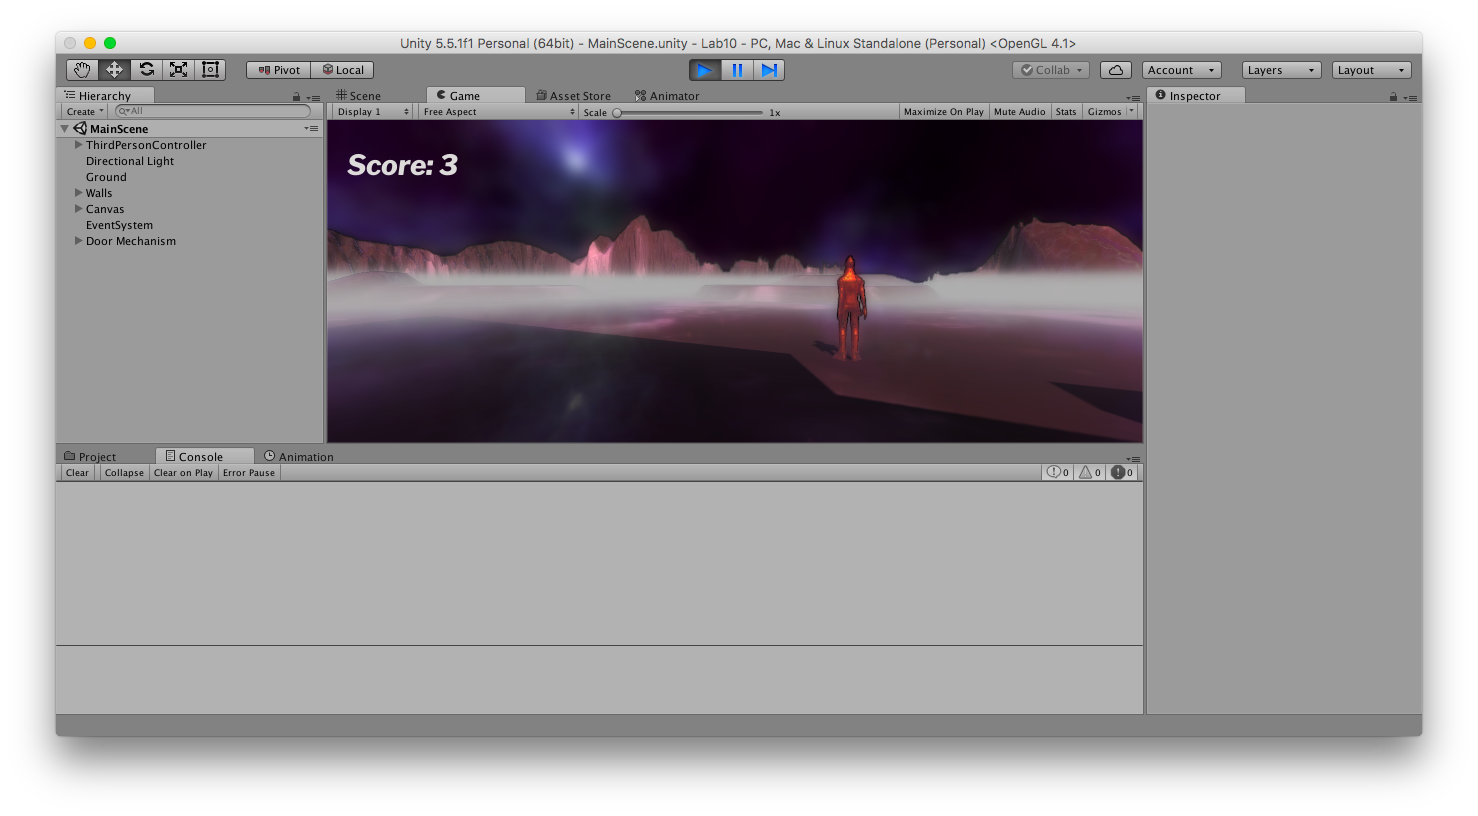 Unity 5.5.1f1 Personal (64bit) - MainScene.unity - Lab10 - PC, Mac & Linux Standalone (Personal) <OpenGL 4.1>
Pivot Local Collab Account Layers Layout
Hierarchy
Create All
MainScene
ThirdPersonController
Directional Light
Ground
Walls
Canvas
EventSystem
Door Mechanism
Scene Game Asset Store Animator
Display 1 Free Aspect Scale 1x Maximize On Play Mute Audio Stats Gizmos
Score: 3
Inspector
Project Console Animation
Clear Collapse Clear on Play Error Pause 0 0 0